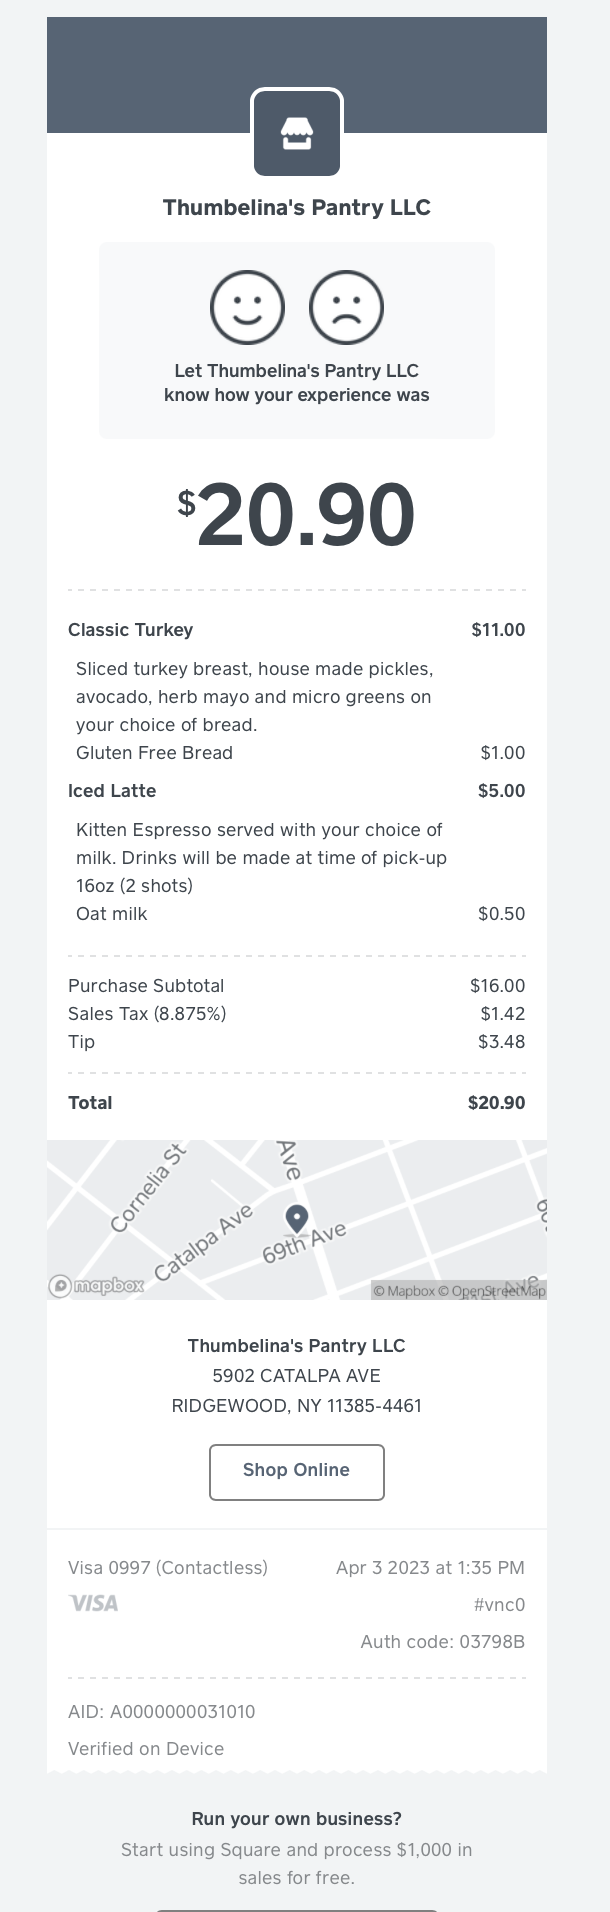 Thumbelina's Pantry LLC
Let Thumbelina's Pantry LLC
know how your experience was
$20.90
Classic Turkey $11.00
Sliced turkey breast, house made pickles,
avocado, herb mayo and micro greens on
your choice of bread.
Gluten Free Bread $1.00
Iced Latte $5.00
Kitten Espresso served with your choice of
milk. Drinks will be made at time of pick-up
16oz (2 shots)
Oat milk $0.50
Purchase Subtotal $16.00
Sales Tax (8.875%) $1.42
Tip $3.48
Total $20.90
Cornelia St
Ave
Catalpa Ave
69th Ave
mapbox
© Mapbox © OpenStreetMap
Thumbelina's Pantry LLC
5902 CATALPA AVE
RIDGEWOOD, NY 11385-4461
Shop Online
Visa 0997 (Contactless) Apr 3 2023 at 1:35 PM
VISA #vnc0
Auth code: 03798B
AID: A0000000031010
Verified on Device
Run your own business?
Start using Square and process $1,000 in
sales for free.